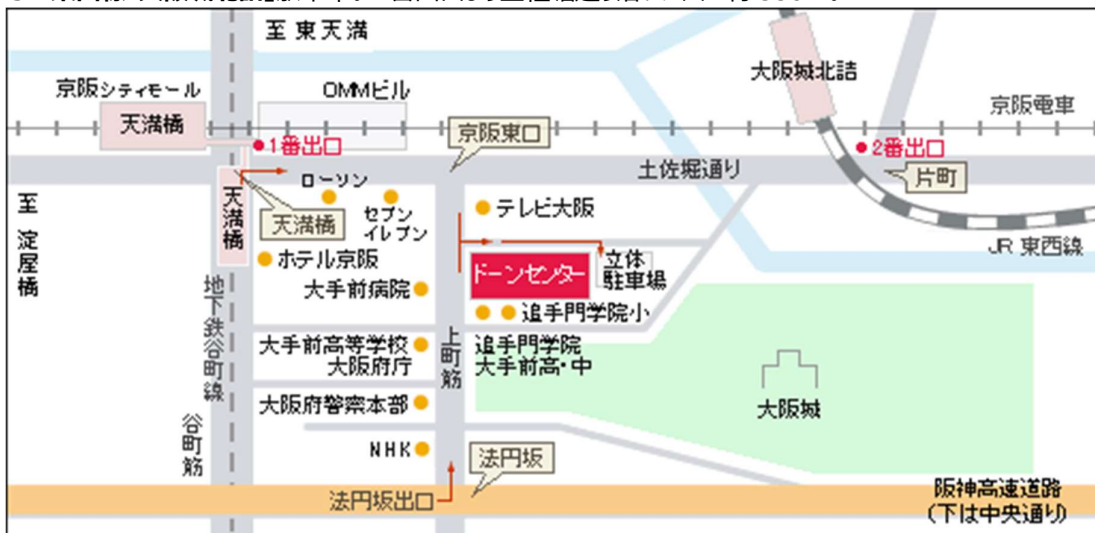 至 東天満
京阪シティモール
OMMビル
大阪城北詰
天満橋
京阪電車
京阪東口
1番出口
2番出口
土佐堀通り
片町
ローソン
セブン
イレブン
天満橋
天満橋
テレビ大阪
至 淀屋橋
ホテル京阪
ドーンセンター
立体
駐車場
JR 東西線
大手前病院
追手門学院小
地下鉄谷町線
大手前高等学校
大阪府庁
上町筋
追手門学院
大手前高・中
大阪府警察本部
大阪城
谷町筋
NHK
法円坂
法円坂出口
阪神高速道路
(下は中央通り)